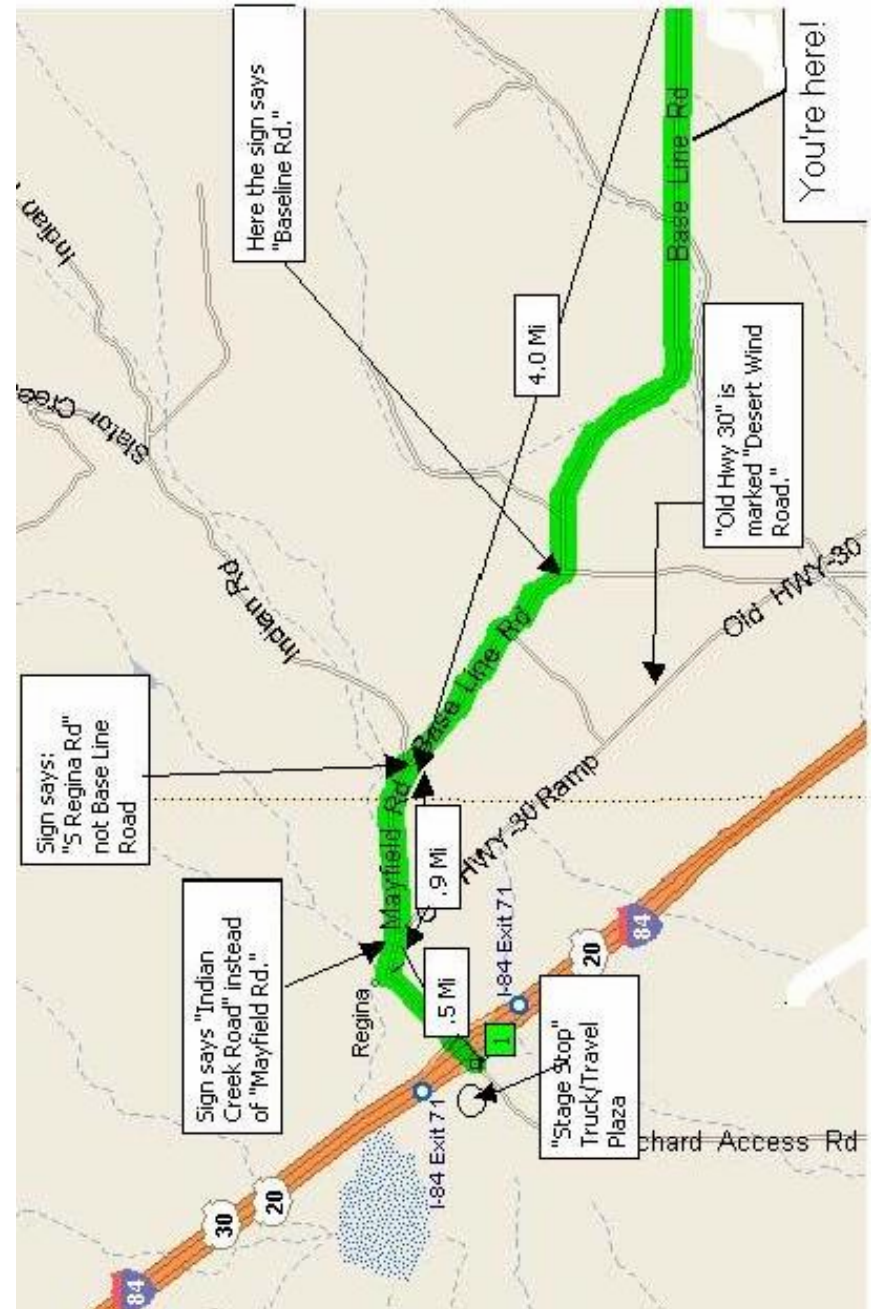 Sign says:
"S Regina Rd"
not Base Line
Road
Sign says "Indian
Creek Road" instead
of "Mayfield Rd."
Here the sign says
"Baseline Rd."
"Old Hwy 30" is
marked "Desert Wind
Road."
"Stage Stop"
Truck/Travel
Plaza
You're here!
4.0 Mi
.9 Mi
.5 Mi
1
Regina
Mayfield Rd
Base Line Rd
Base Line Rd
Indian Rd
Indian
Slator
HWY-30 Ramp
Old HWY-30
I-84 Exit 71
I-84 Exit 71
chard Access Rd
84
30
20
20
84